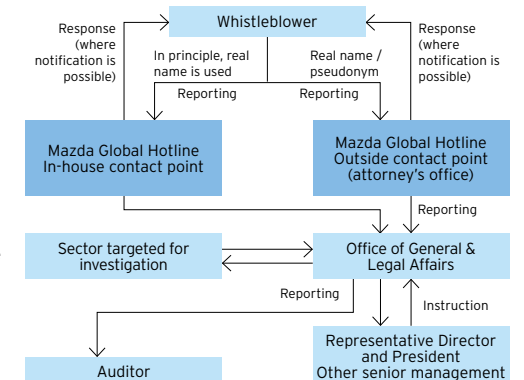 Whistleblower
Response
(where
notification is
possible)
In principle, real
name is used
Reporting
Real name /
pseudonym
Reporting
Response
(where
notification is
possible)
Mazda Global Hotline
In-house contact point
Mazda Global Hotline
Outside contact point
(attorney's office)
Reporting
Sector targeted for
investigation
Office of General &
Legal Affairs
Reporting
Instruction
Auditor
Representative Director
and President
Other senior management